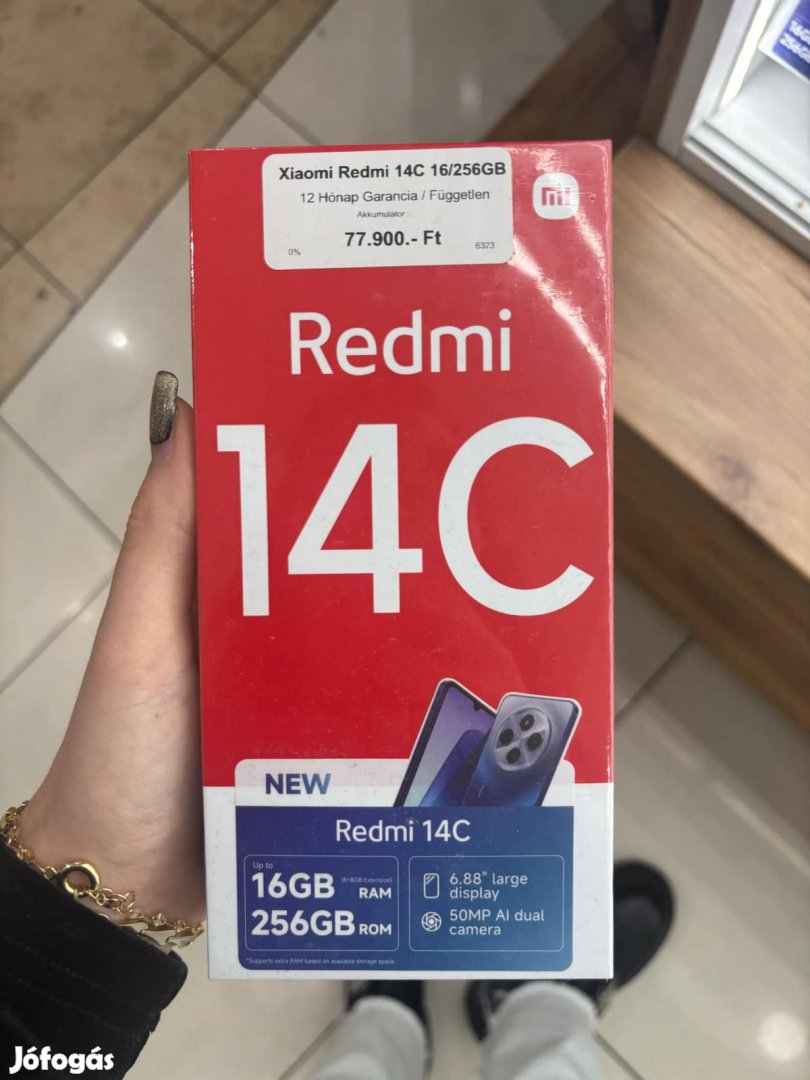 Xiaomi Redmi 14C 16/256GB
12 Hónap Garancia / Független
Akkumulátor :
77.900.- Ft
0%
6323
mi
Redmi
14C
NEW
Redmi 14C
Up to
16GB (8+8GB Extension) RAM
256GB ROM
6.88" large
display
50MP AI dual
camera
*Supports extra RAM based on available storage space.
16GB
256GB
Jófogás